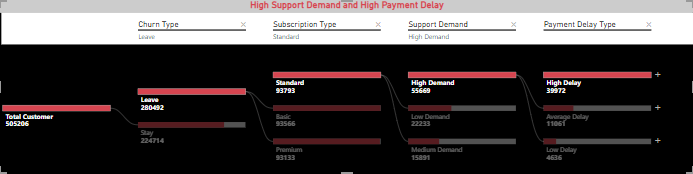 High Support Demand and High Payment Delay
Churn Type × Subscription Type × Support Demand × Payment Delay Type ×
Leave Standard High Demand
Total Customer
505206
Leave
280492
Stay
224714
Standard
93793
Basic
93566
Premium
93133
High Demand
55669
Low Demand
22233
Medium Demand
15891
High Delay
39972
Average Delay
11061
Low Delay
4636